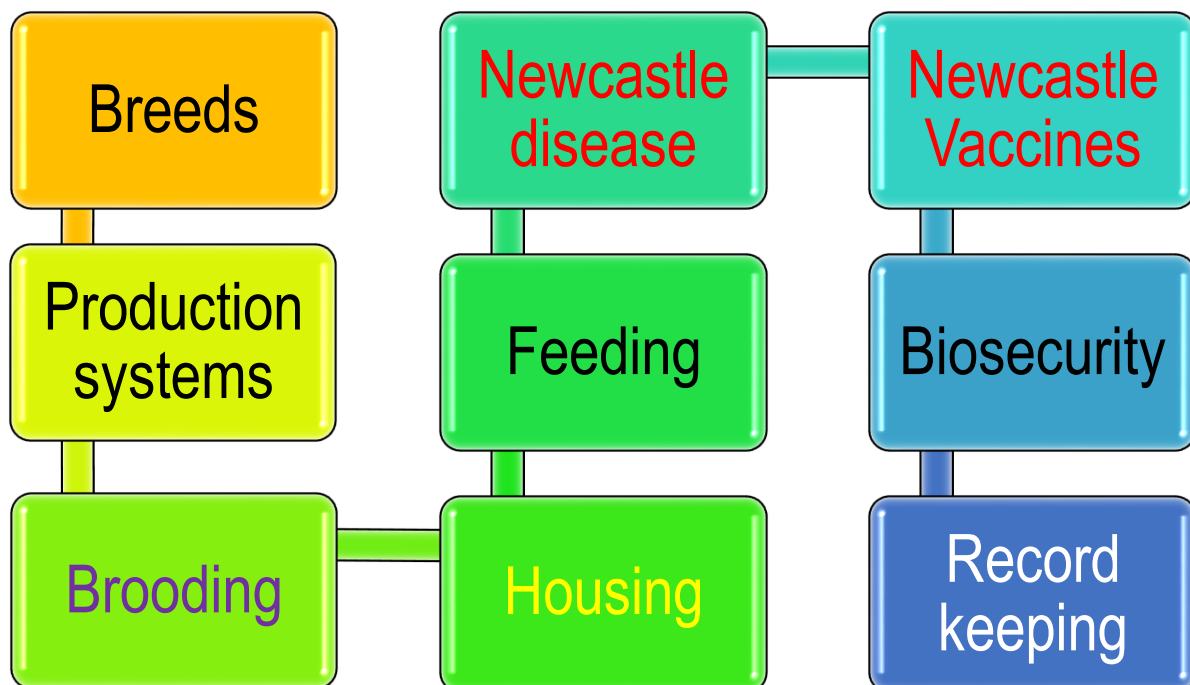 Breeds
Production
systems
Brooding
Housing
Feeding
Newcastle
disease
Newcastle
Vaccines
Biosecurity
Record
keeping